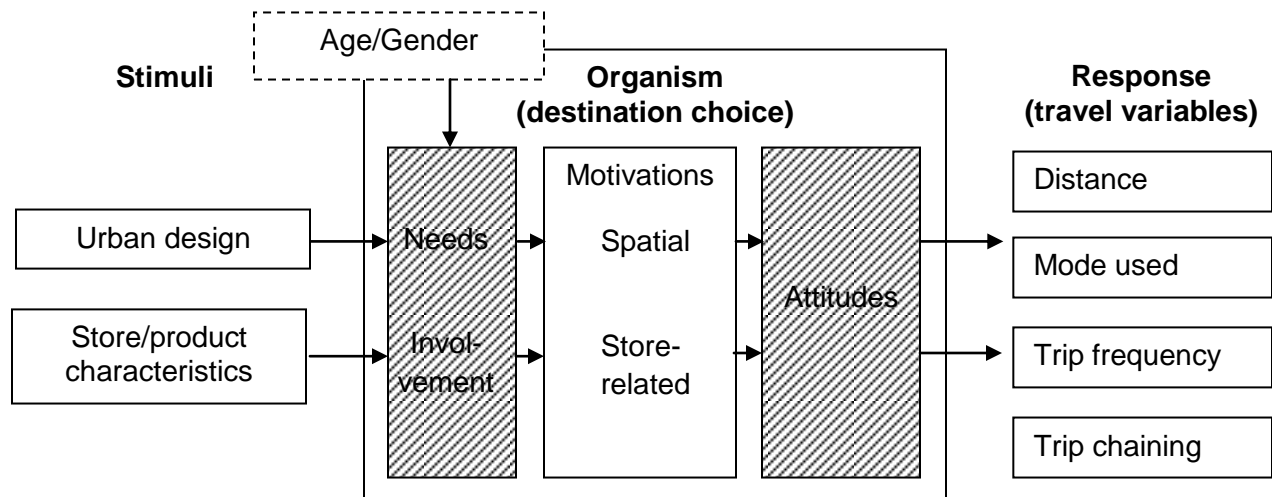 Age/Gender
Stimuli
Organism
(destination choice)
Response
(travel variables)
Urban design
Store/product
characteristics
Needs
Invol-
vement
Motivations
Spatial
Store-
related
Attitudes
Distance
Mode used
Trip frequency
Trip chaining